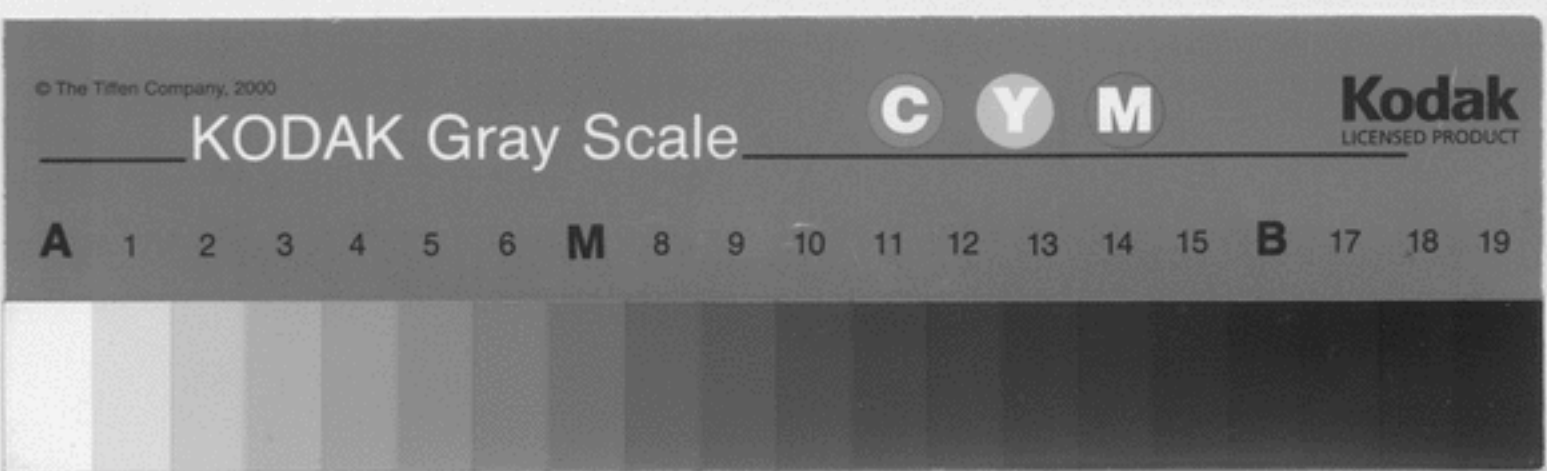 © The Tiffen Company, 2000
KODAK Gray Scale
C Y M
Kodak
LICENSED PRODUCT
A 1 2 3 4 5 6 M 8 9 10 11 12 13 14 15 B 17 18 19